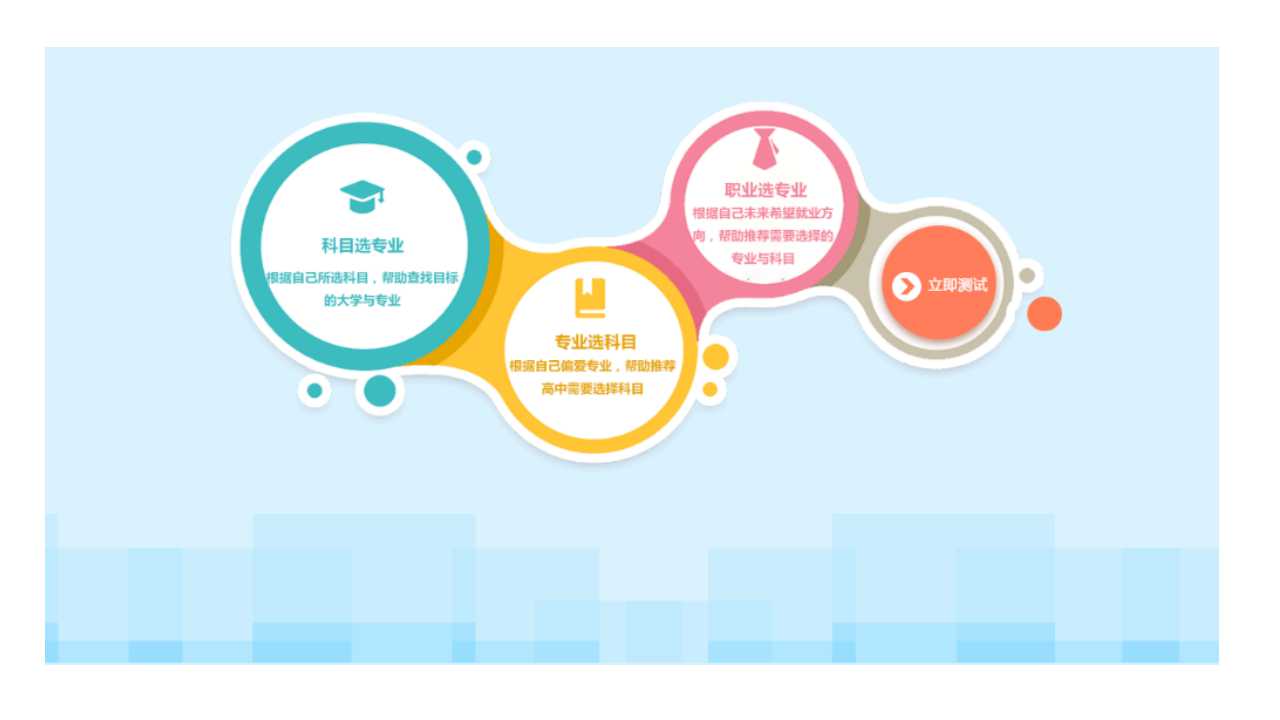 科目选专业
根据自己所选科目，帮助查找目标
的大学与专业
专业选科目
根据自己偏爱专业，帮助推荐
高中需要选择科目
职业选专业
根据自己未来希望就业方
向，帮助推荐需要选择的
专业与科目
立即测试